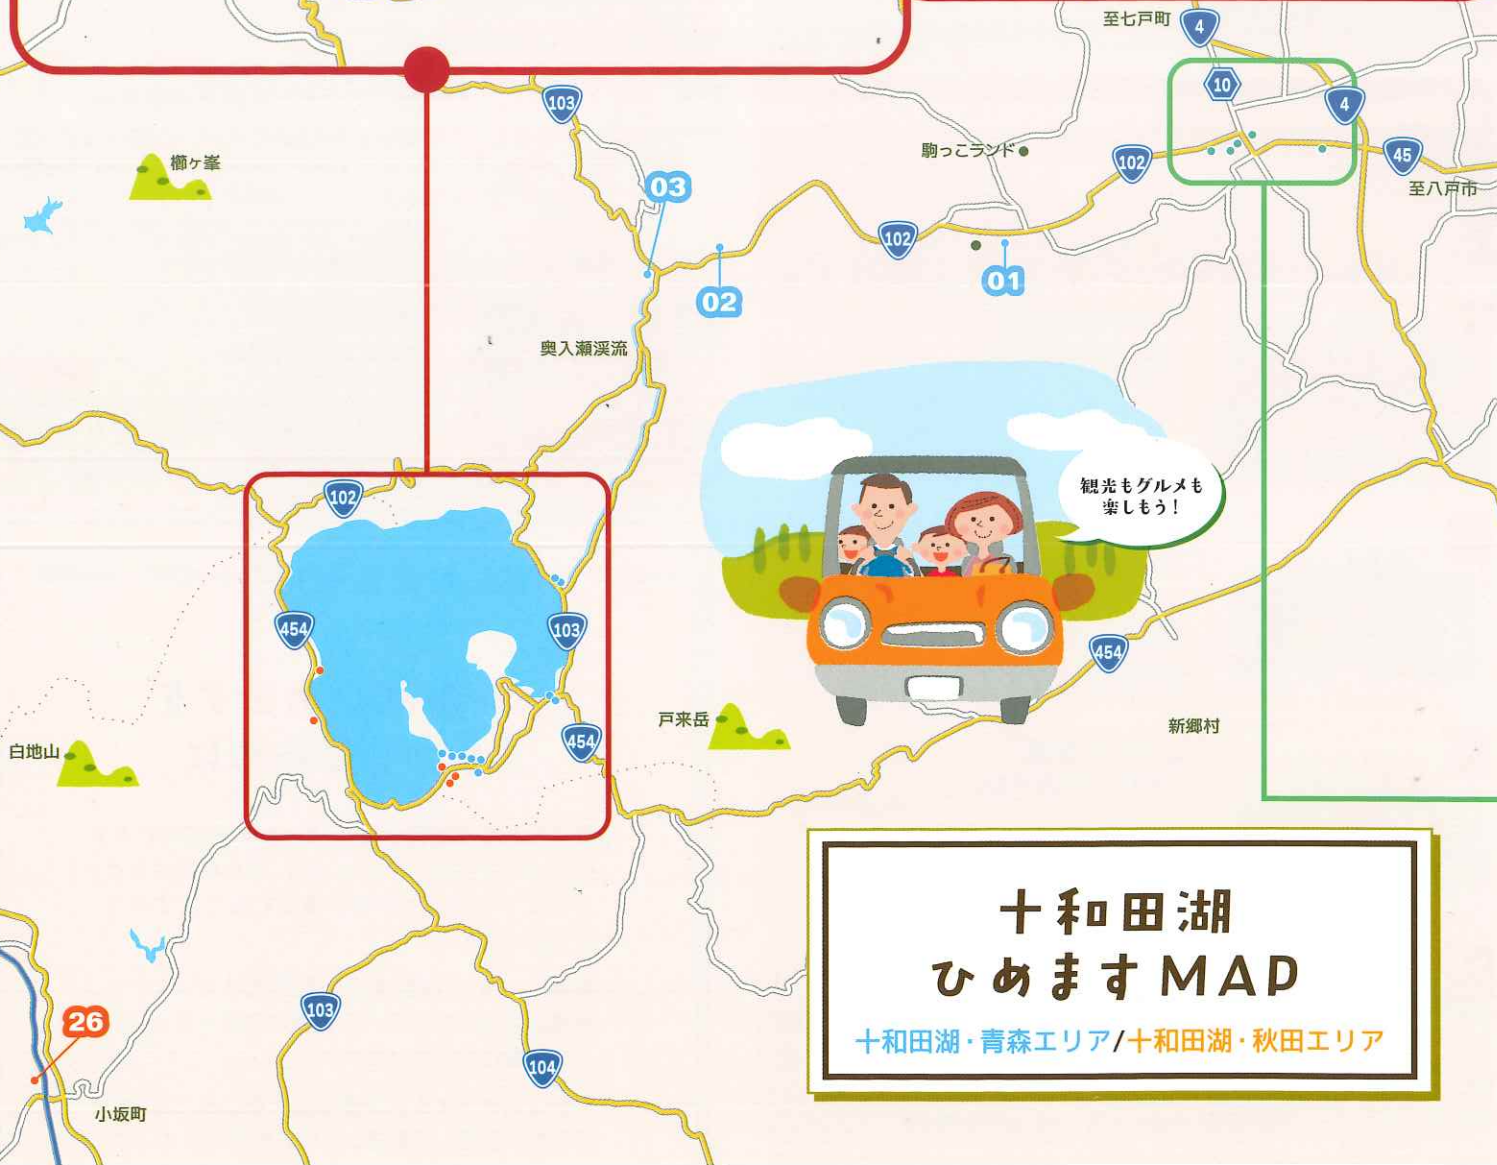 至七戸町
4
10
103
4
櫛ヶ峯
駒っこランド
102
45
至八戸市
03
102
02
01
奥入瀬渓流
観光もグルメも
楽しもう!
102
454
103
454
454
戸来岳
新郷村
白地山
十和田湖
ひめますMAP
十和田湖・青森エリア/十和田湖・秋田エリア
103
26
104
小坂町